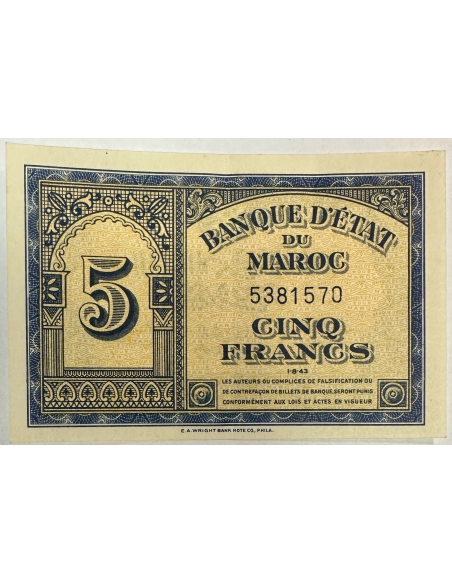 5
BANQUE D'ÉTAT
DU
MAROC
5381570
CINQ
FRANCS
1-8-43
LES AUTEURS OU COMPLICES DE FALSIFICATION OU
DE CONTREFAÇON DE BILLETS DE BANQUE, SERONT PUNIS
CONFORMÉMENT AUX LOIS ET ACTES EN VIGUEUR
E.A.WRIGHT BANK NOTE CO., PHILA.